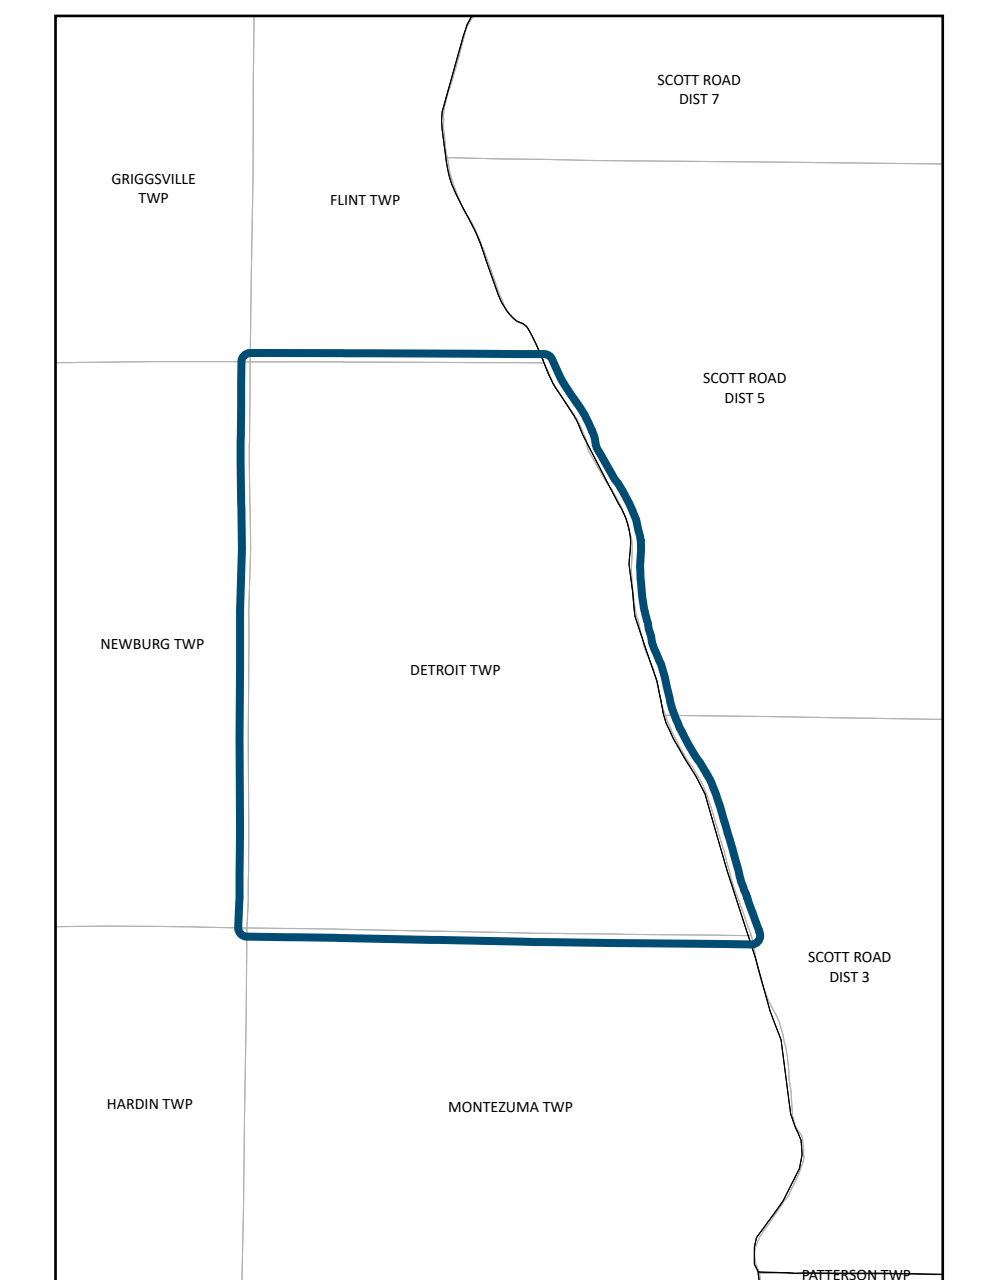 SCOTT ROAD
DIST 7
GRIGGSVILLE
TWP
FLINT TWP
SCOTT ROAD
DIST 5
NEWBURG TWP
DETROIT TWP
SCOTT ROAD
DIST 3
HARDIN TWP
MONTEZUMA TWP
PATTERSON TWP